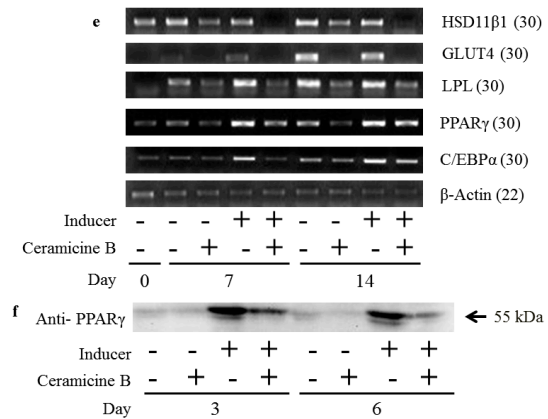 e
HSD11β1 (30)
GLUT4 (30)
LPL (30)
PPARγ (30)
C/EBPα (30)
β-Actin (22)
Inducer - - - + + - - + +
Ceramicine B - - + - + - + - +
Day 0 7 14
f
Anti- PPARγ
← 55 kDa
Inducer - - + + - - + +
Ceramicine B - + - + - + - +
Day 3 6